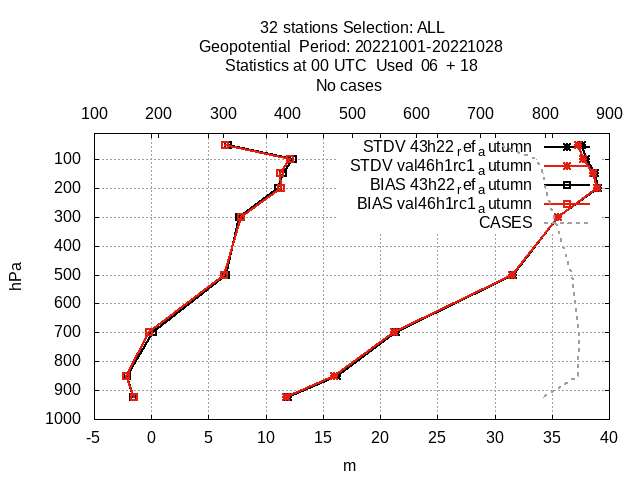 32 stations Selection: ALL
Geopotential Period: 20221001-20221028
Statistics at 00 UTC Used 06 + 18
No cases
100 200 300 400 500 600 700 800 900
STDV 43h22ref_autumn
STDV val46h1rc1_autumn
BIAS 43h22ref_autumn
BIAS val46h1rc1_autumn
CASES
hPa
100
200
300
400
500
600
700
800
900
1000
-5 0 5 10 15 20 25 30 35 40
m